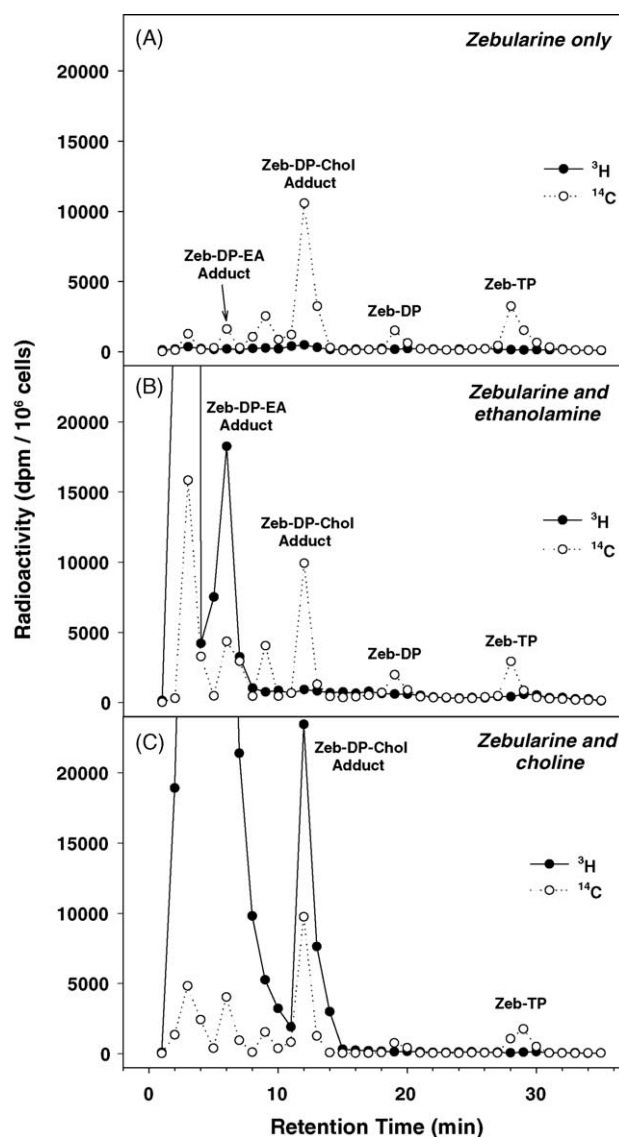 (A)
Zebularine only
20000
15000
10000
5000
0
Zeb-DP-EA
Adduct
Zeb-DP-Chol
Adduct
Zeb-DP
Zeb-TP
³H
¹⁴C
(B)
Zebularine and
ethanolamine
20000
15000
10000
5000
0
Zeb-DP-EA
Adduct
Zeb-DP-Chol
Adduct
Zeb-DP
Zeb-TP
³H
¹⁴C
(C)
Zebularine and
choline
20000
15000
10000
5000
0
Zeb-DP-Chol
Adduct
Zeb-TP
³H
¹⁴C
Radioactivity (dpm / 10⁶ cells)
0 10 20 30
Retention Time (min)